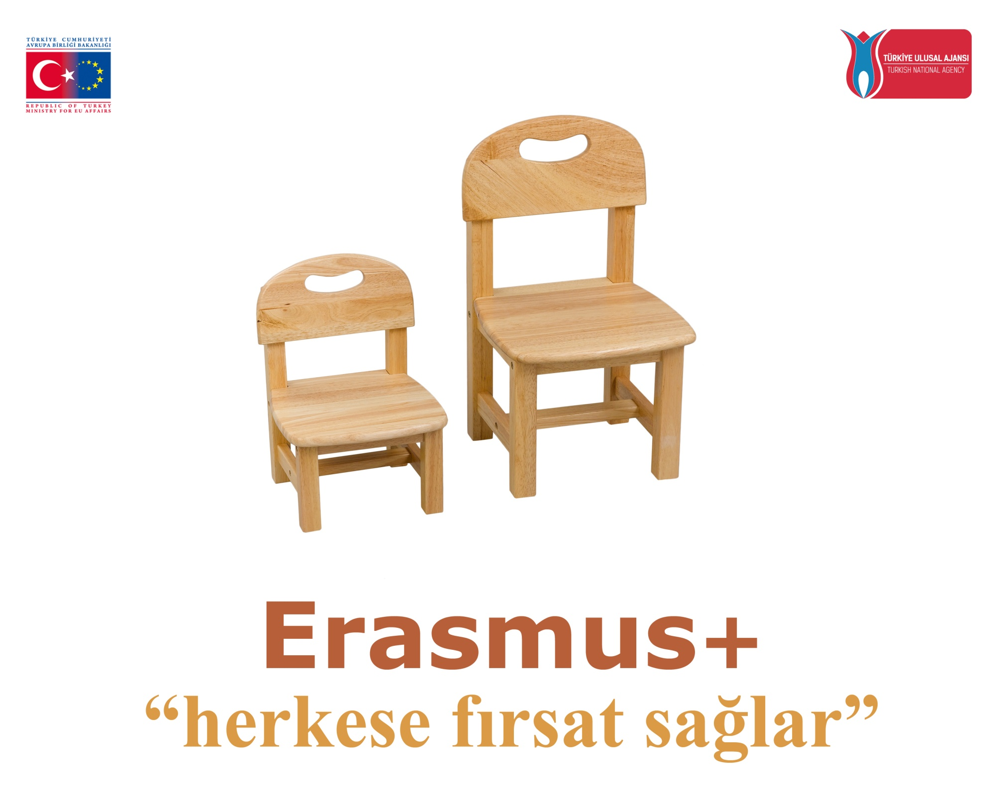 TÜRKİYE CUMHURİYETİ
AVRUPA BİRLİĞİ BAKANLIĞI
REPUBLIC OF TURKEY
MINISTRY FOR EU AFFAIRS
TÜRKİYE ULUSAL AJANSI
TURKISH NATIONAL AGENCY
Erasmus+
“herkese fırsat sağlar”